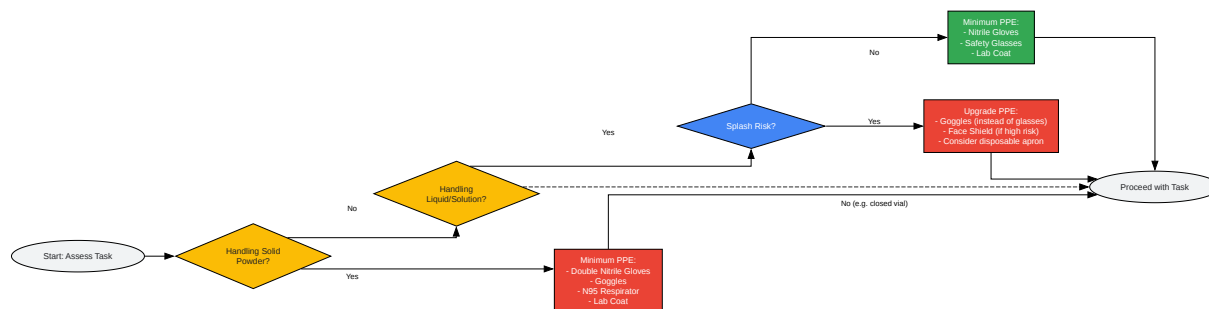 Start: Assess Task
Handling Solid
Powder?
No
Yes
Handling
Liquid/Solution?
Yes
Minimum PPE:
- Double Nitrile Gloves
- Goggles
- N95 Respirator
- Lab Coat
Splash Risk?
No
Yes
Minimum PPE:
- Nitrile Gloves
- Safety Glasses
- Lab Coat
Upgrade PPE:
- Goggles (instead of glasses)
- Face Shield (if high risk)
- Consider disposable apron
No (e.g. closed vial)
Proceed with Task